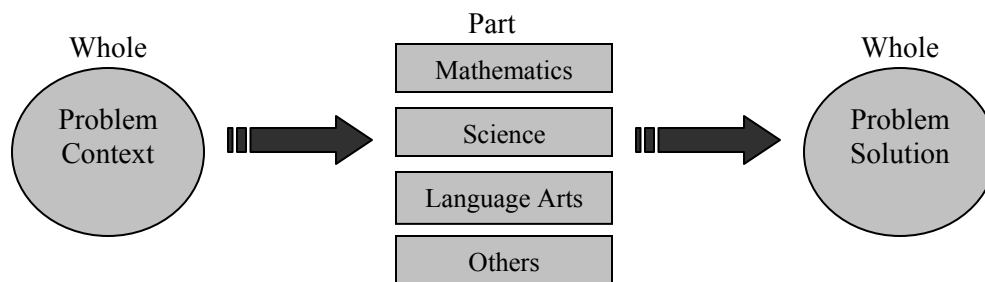 Whole
Problem
Context
Part
Mathematics
Science
Language Arts
Others
Whole
Problem
Solution